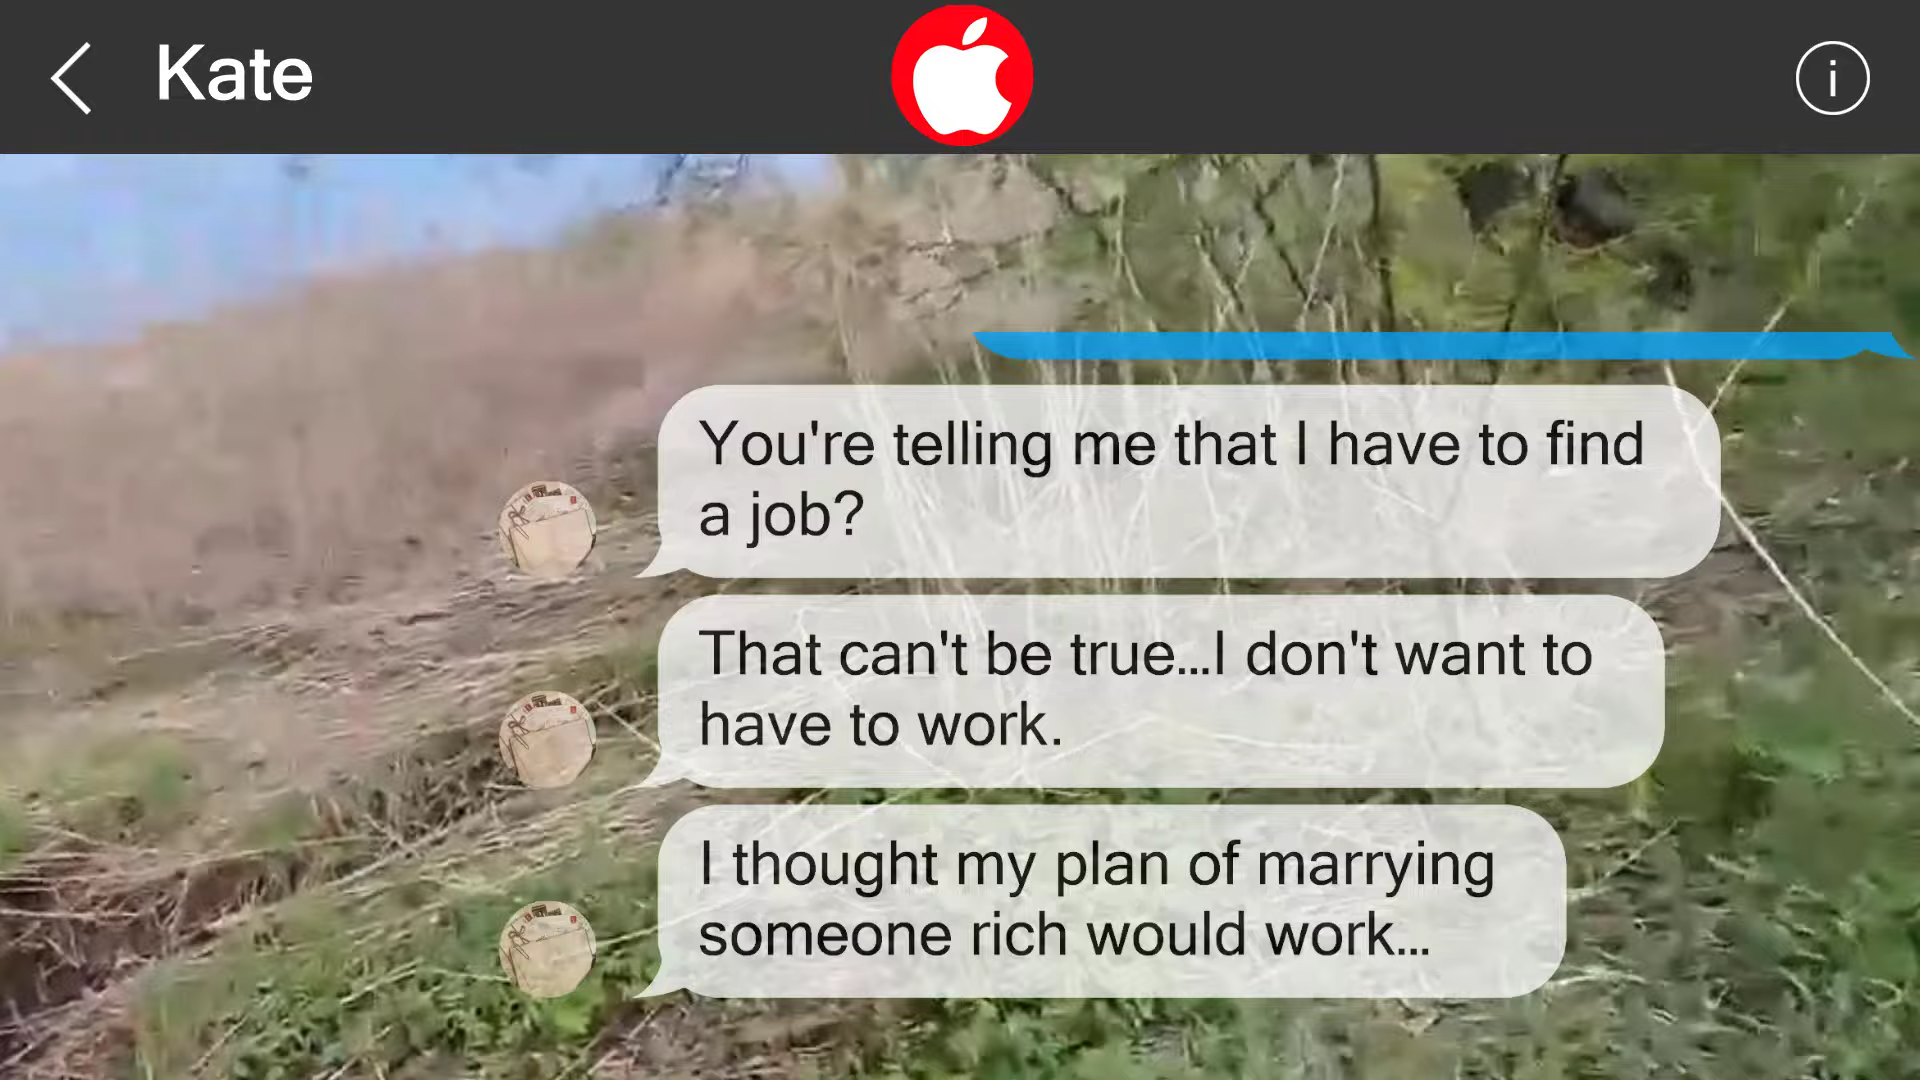 Kate
You're telling me that I have to find
a job?
That can't be true...I don't want to
have to work.
I thought my plan of marrying
someone rich would work...